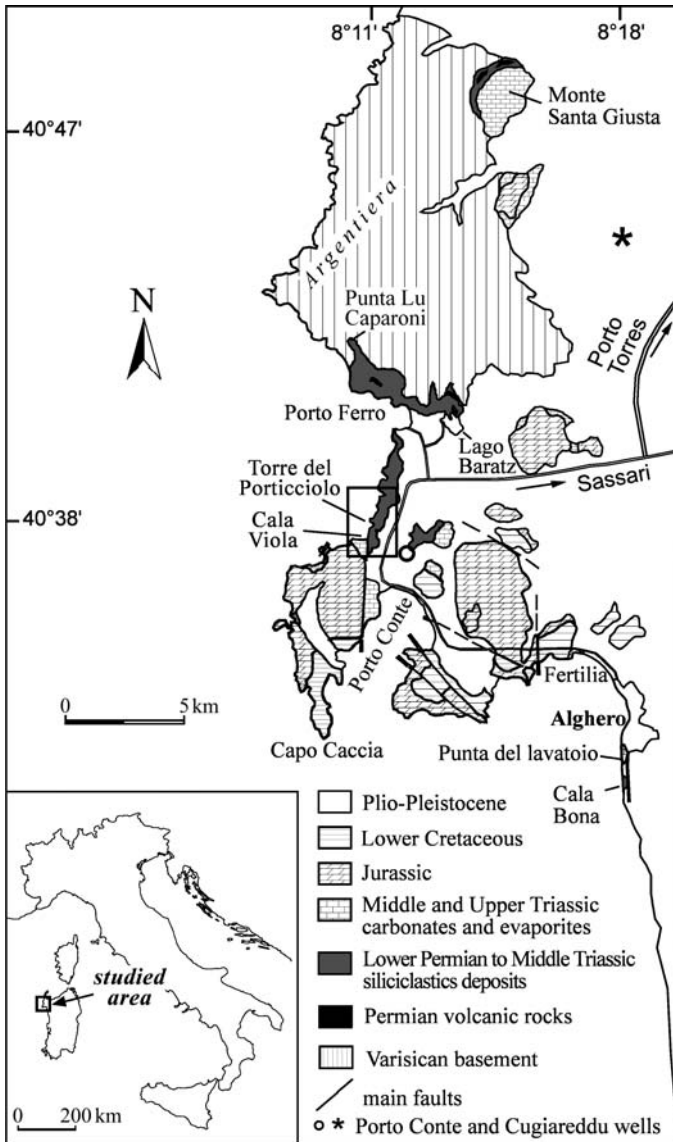 8°11'
8°18'
40°47'
Monte
Santa Giusta
Argentiera
N
Punta Lu
Caparoni
Porto
Torres
Porto Ferro
Lago
Baratz
Sassari
Torre del
Porticciolo
40°38'
Cala
Viola
Porto Conte
0 5 km
Capo Caccia
Fertilia
Alghero
Punta del lavatoio
Cala
Bona
Plio-Pleistocene
Lower Cretaceous
Jurassic
Middle and Upper Triassic
carbonates and evaporites
Lower Permian to Middle Triassic
siliciclastics deposits
Permian volcanic rocks
Varisican basement
main faults
Porto Conte and Cugiareddu wells
studied
area
0 200 km